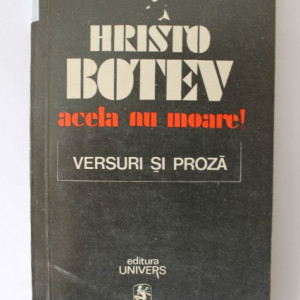 HRISTO
BOTEV
acela nu moare!
VERSURI ȘI PROZĂ
editura
UNIVERS